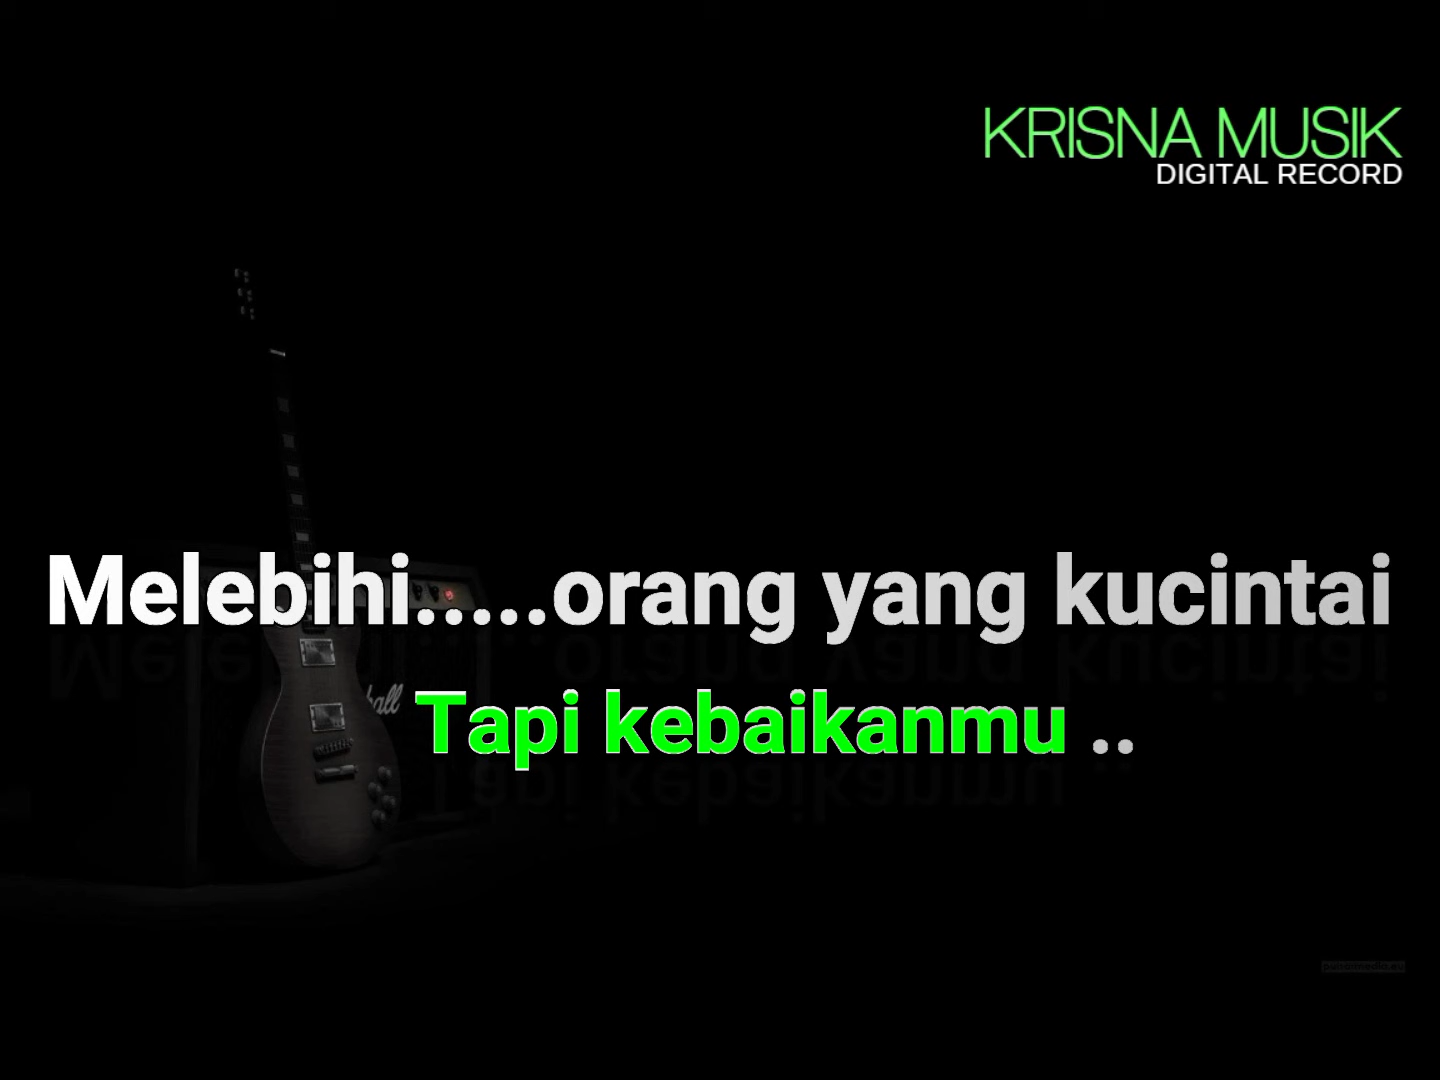 KRISNA MUSIK
DIGITAL RECORD
Melebihi.....orang yang kucintai
Tapi kebaikanmu ..